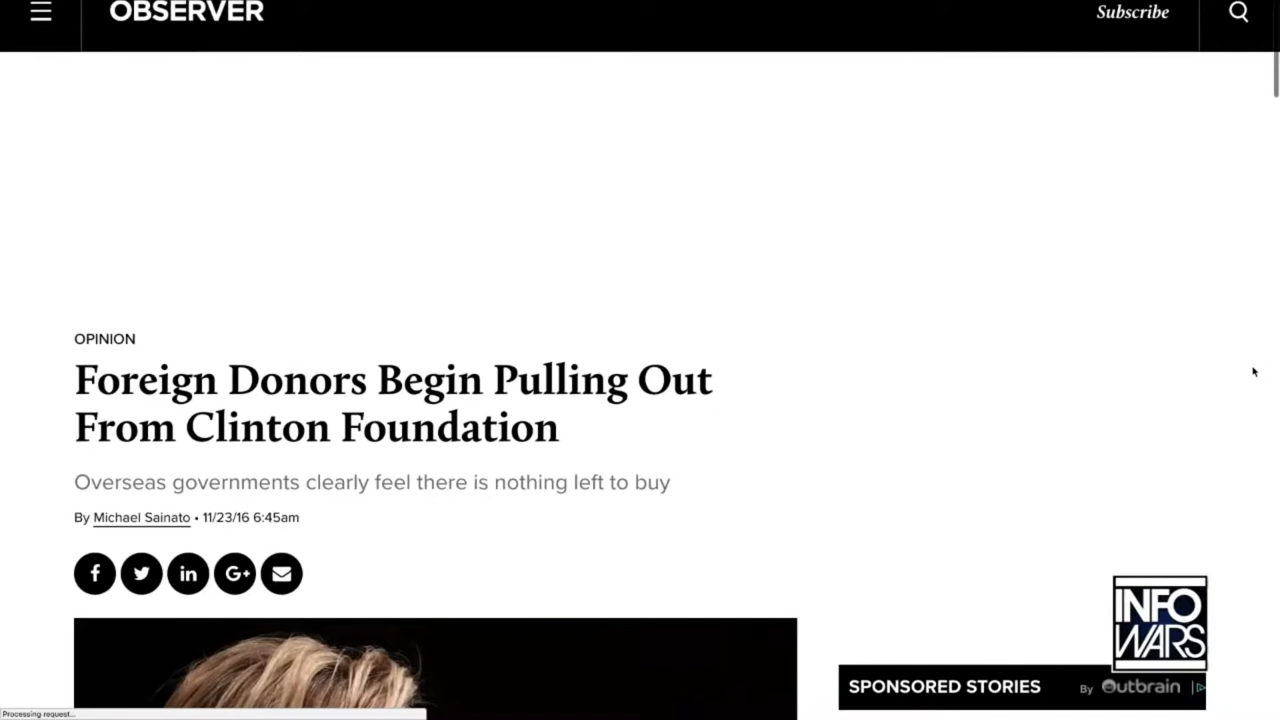 OBSERVER
Subscribe
OPINION
Foreign Donors Begin Pulling Out
From Clinton Foundation
Overseas governments clearly feel there is nothing left to buy
By Michael Sainato • 11/23/16 6:45am
f in G+
INFO
WARS
SPONSORED STORIES By Outbrain
Processing request...